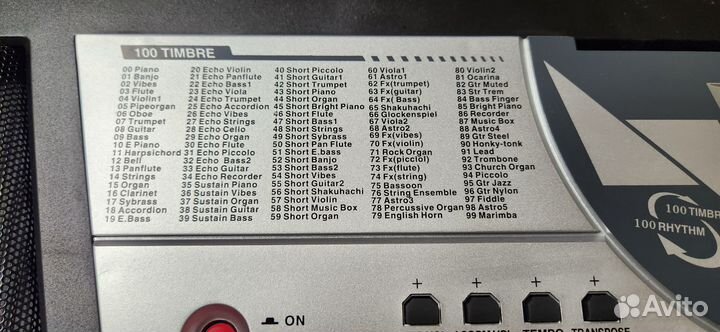 100 TIMBRE
00 Piano
01 Banjo
02 Vibes
03 Flute
04 Violin1
05 Pipeorgan
06 Oboe
07 Trumpet
08 Guitar
09 Bass
10 E Piano
11 Harpsichord
12 Bell
13 Panflute
14 Strings
15 Organ
16 Clarinet
17 Sybrass
18 Accordion
19 E.Bass
20 Echo Violin
21 Echo Panflute
22 Echo Bass1
23 Echo Oboe
24 Echo Trumpet
25 Echo Accordion
26 Echo Vibes
27 Echo Strings
28 Echo Cello
29 Echo Organ
30 Echo Flute
31 Echo Piano
32 Echo Bass2
33 Echo Guitar
34 Echo Recorder
35 Sustain Piano
36 Sustain Vibes
37 Sustain Organ
38 Sustain Guitar
39 Sustain Bass
40 Short Piccolo
41 Short Guitar1
42 Short Trumpet
43 Short Piano
44 Short Organ
45 Short Bright Piano
46 Short Flute
47 Short Bass1
48 Short Strings
49 Short Sybrass
50 Short Pan Flute
51 Short E.bass
52 Short Banjo
53 Short Bass2
54 Short Vibes
55 Short Guitar2
56 Short Shakuhachi
57 Short Violin
58 Short Music Box
59 Short Organ
60 Viola1
61 Astro1
62 Fx(trumpet)
63 Fx(guitar)
64 Fx(Bass)
65 Shakuhachi
66 Glockenspiel
67 Viola2
68 Astro2
69 Fx(vibes)
70 Fx(violin)
71 Rock Organ
72 Fx(picclol)
73 Fx(flute)
74 Fx(string)
75 Bassoon
76 String Ensemble
77 Astro3
78 Percussive Organ
79 English Horn
80 Violin2
81 Ocarina
82 Gtr Muted
83 Str Trem
84 Bass Finger
85 Bright Piano
86 Recorder
87 Music Box
88 Astro4
89 Gtr Steel
90 Honky-tonk
91 Lead
92 Trombone
93 Church Organ
94 Piccolo
95 Gtr Jazz
96 Gtr Nylon
97 Fiddle
98 Astro5
99 Marimba
100 TIMBR
100 RHYTHM
+ + + +
ON
TEMPO
TRANSPOSE
Avito